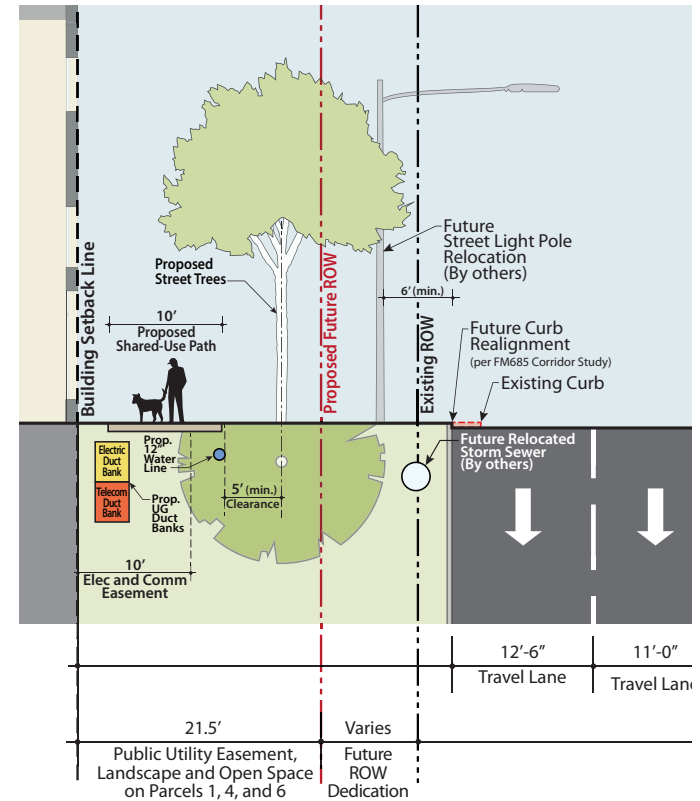 Building Setback Line
Proposed
Street Trees
Proposed Future ROW
Existing ROW
Future
Street Light Pole
Relocation
(By others)
6' (min.)
10'
Proposed
Shared-Use Path
Future Curb
Realignment
(per FM685 Corridor Study)
Existing Curb
Electric
Duct
Bank
Telecom
Duct
Bank
Prop.
12"
Water
Line
Prop.
UG
Duct
Banks
5' (min.)
Clearance
Future Relocated
Storm Sewer
(By others)
10'
Elec and Comm
Easement
12'-6"
Travel Lane
11'-0"
Travel Lane
21.5'
Public Utility Easement,
Landscape and Open Space
on Parcels 1, 4, and 6
Varies
Future
ROW
Dedication